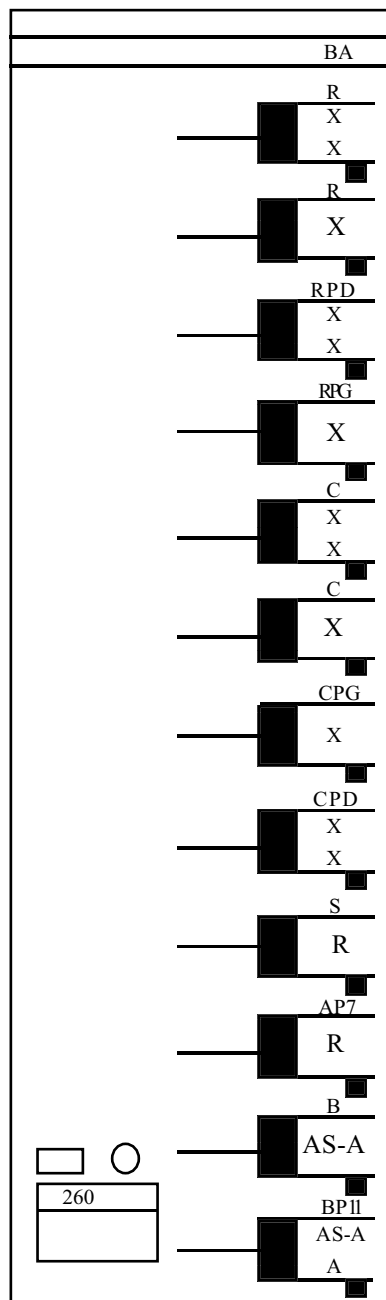 BA
R
X
X
R
X
RPD
X
X
RPG
X
C
X
X
C
X
CPG
X
CPD
X
X
S
R
AP7
R
B
AS-A
260
BP11
AS-A
A